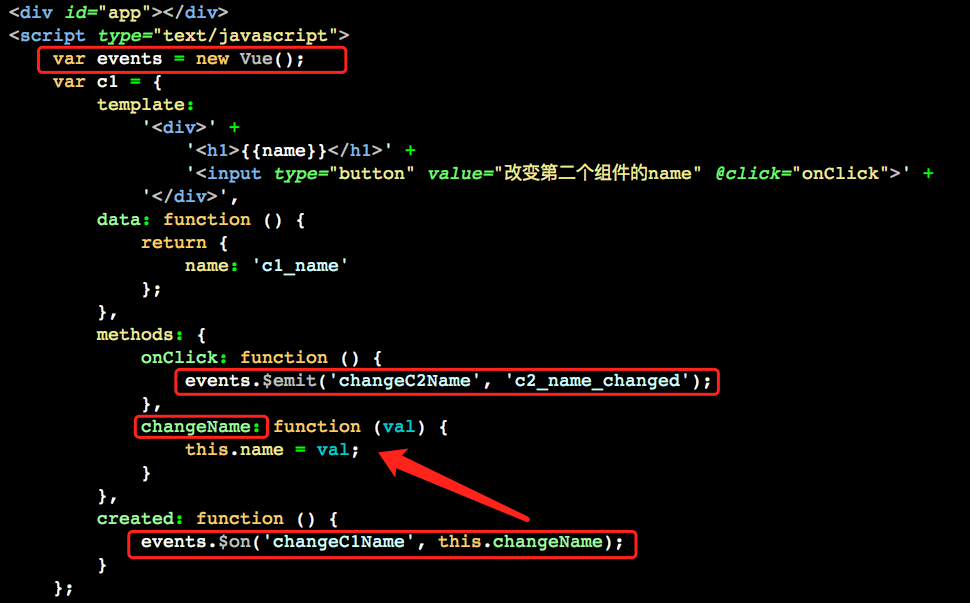 <div id="app"></div>
<script type="text/javascript">
    var events = new Vue();
    var c1 = {
        template:
            '<div>' +
                '<h1>{{name}}</h1>' +
                '<input type="button" value="改变第二个组件的name" @click="onClick">' +
            '</div>',
        data: function () {
            return {
                name: 'c1_name'
            };
        },
        methods: {
            onClick: function () {
                events.$emit('changeC2Name', 'c2_name_changed');
            },
            changeName: function (val) {
                this.name = val;
            }
        },
        created: function () {
            events.$on('changeC1Name', this.changeName);
        }
    };